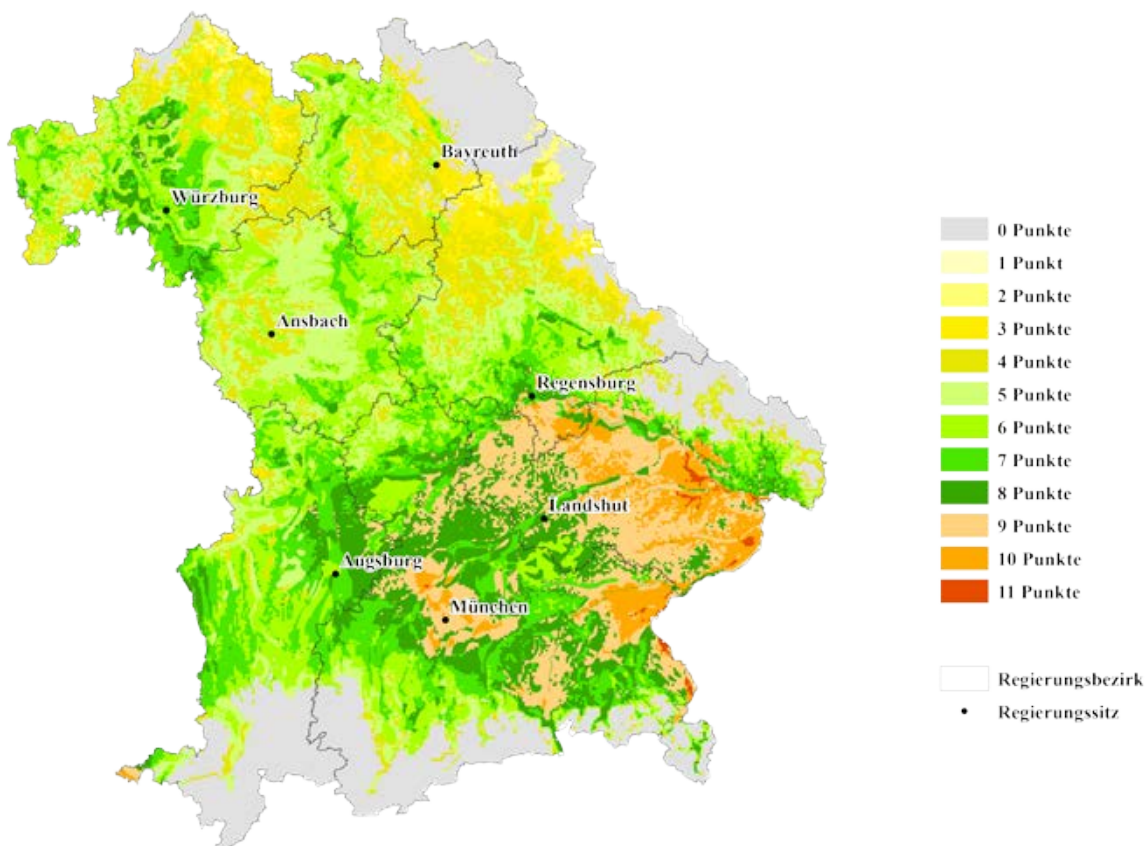 Bayreuth
Würzburg
Ansbach
Regensburg
Landshut
Augsburg
München
0 Punkte
1 Punkt
2 Punkte
3 Punkte
4 Punkte
5 Punkte
6 Punkte
7 Punkte
8 Punkte
9 Punkte
10 Punkte
11 Punkte
Regierungsbezirk
Regierungssitz